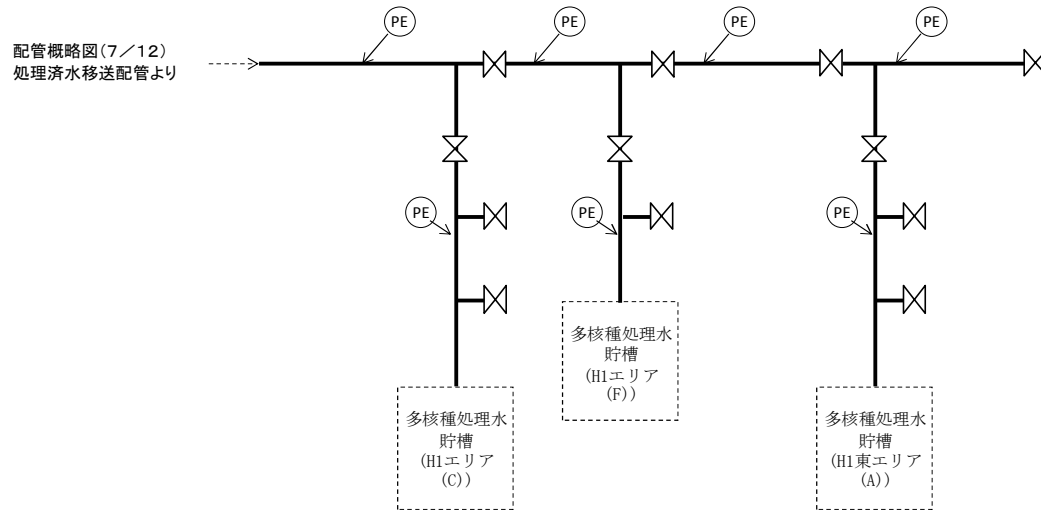 PE
PE
PE
PE
配管概略図(7/12)
処理済水移送配管より
PE
PE
PE
多核種処理水
貯槽
(H1エリア
(F))
多核種処理水
貯槽
(H1エリア
(C))
多核種処理水
貯槽
(H1東エリア
(A))